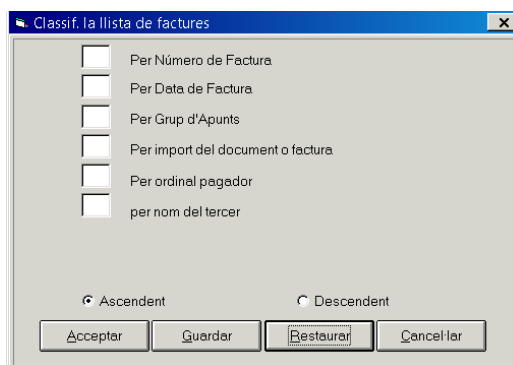 Classif. la llista de factures
Per Número de Factura
Per Data de Factura
Per Grup d'Apunts
Per import del document o factura
Per ordinal pagador
per nom del tercer
Ascendent Descendent
Acceptar Guardar Restaurar Cancel·lar